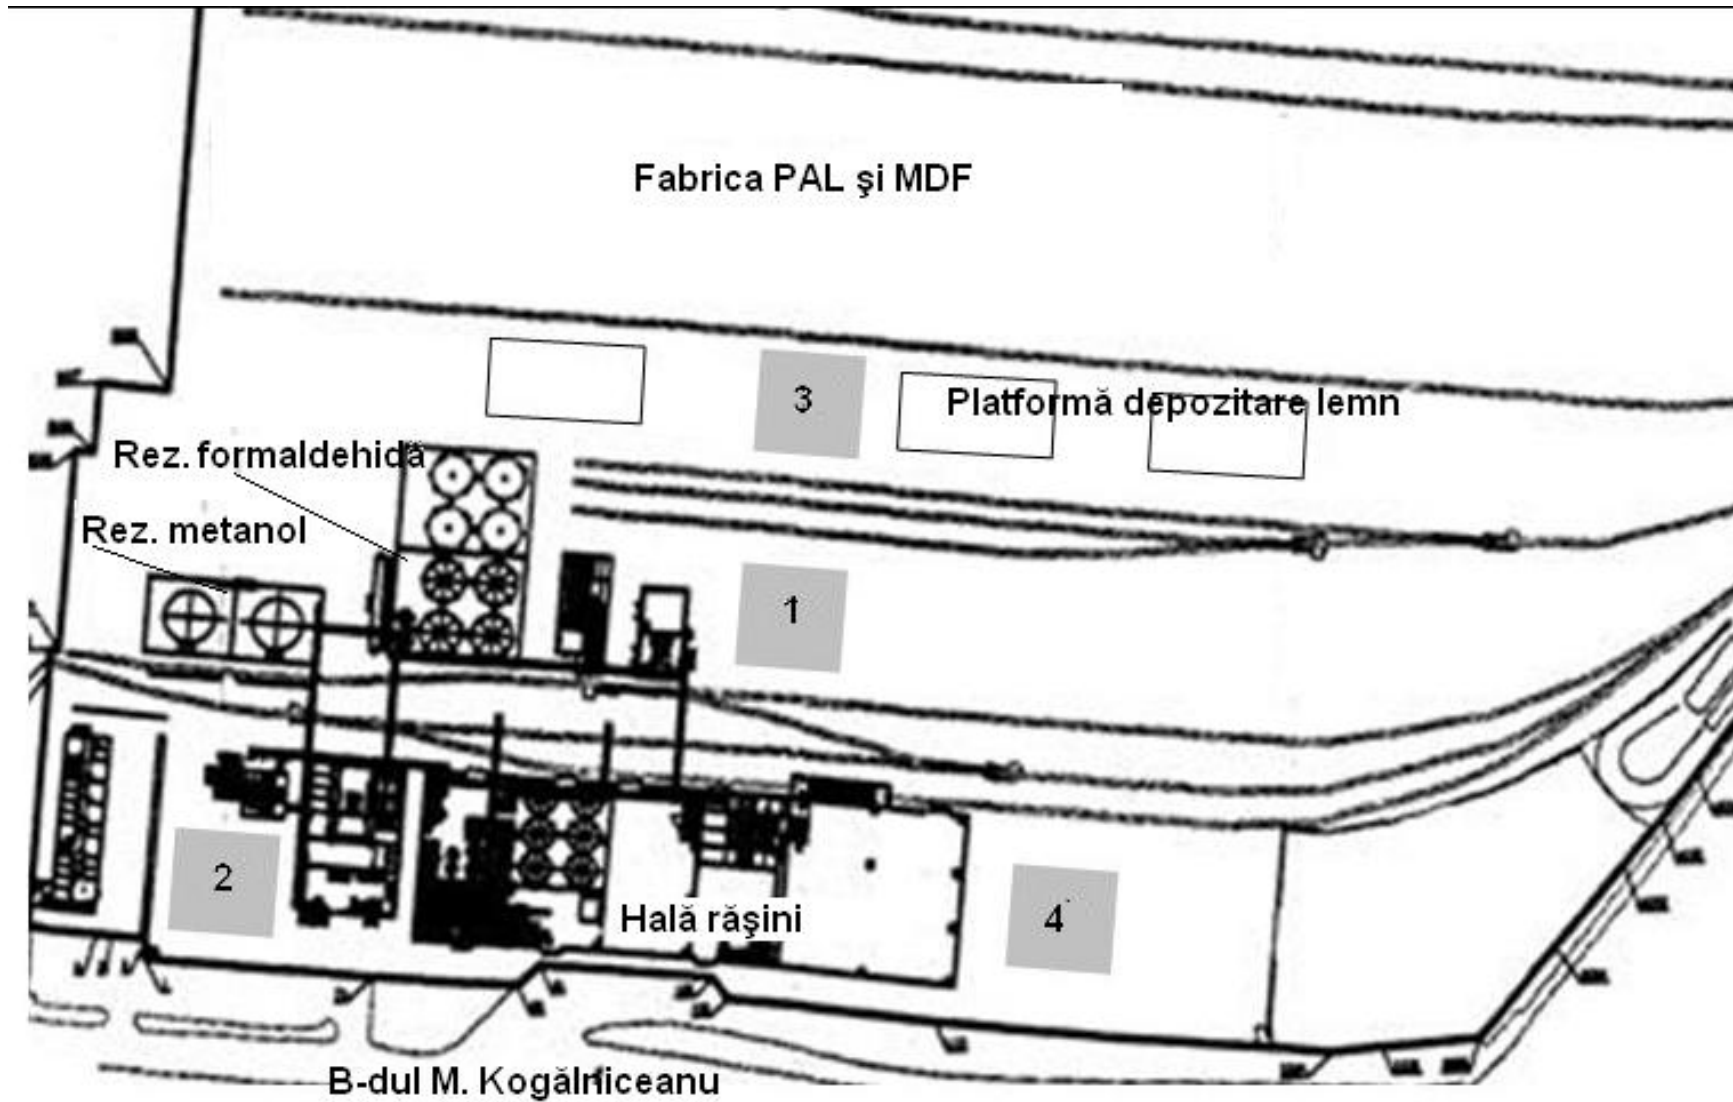 Fabrica PAL şi MDF
3
Platformă depozitare lemn
Rez. formaldehidă
Rez. metanol
1
2
Hală răşini
4
B-dul M. Kogălniceanu